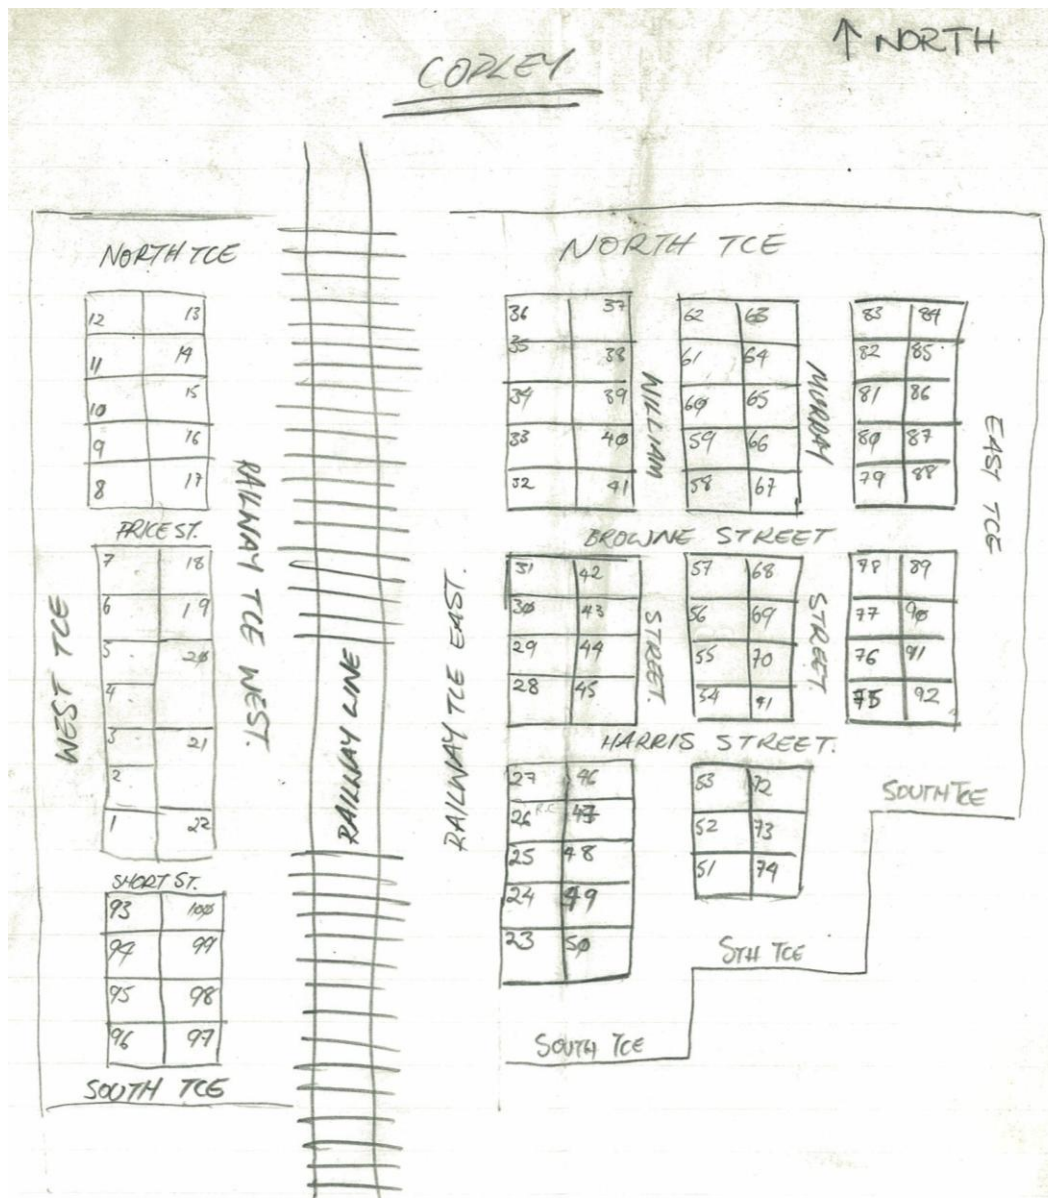 ↑ NORTH
COPLEY
NORTH TCE
NORTH TCE
12 13
11 14
10 15
9 16
8 17
PRICE ST.
7 18
6 19
5 20
4
3 21
2
1 22
SHORT ST.
93 100
94 99
95 98
96 97
SOUTH TCE
WEST TCE
RAILWAY TCE WEST.
RAILWAY LINE
RAILWAY TCE EAST.
36 37
35 38
34 39
33 40
32 41
WILLIAM
STREET.
62 63
61 64
60 65
59 66
58 67
MURRAY
STREET.
83 84
82 85
81 86
80 87
79 88
EAST TCE
BROWNE STREET
31 42
30 43
29 44
28 45
57 68
56 69
55 70
54 71
78 89
77 90
76 91
75 92
HARRIS STREET.
27 46
26 R.C 47
25 48
24 49
23 50
53 72
52 73
51 74
SOUTH TCE
STH TCE
SOUTH TCE